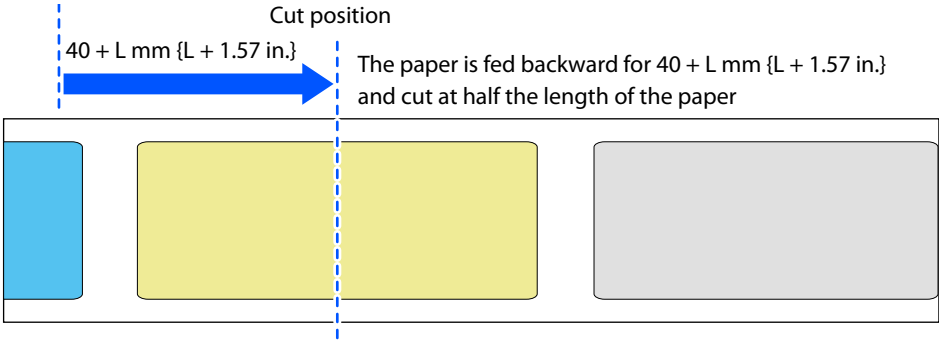 Cut position
40 + L mm {L + 1.57 in.}
The paper is fed backward for 40 + L mm {L + 1.57 in.}
and cut at half the length of the paper